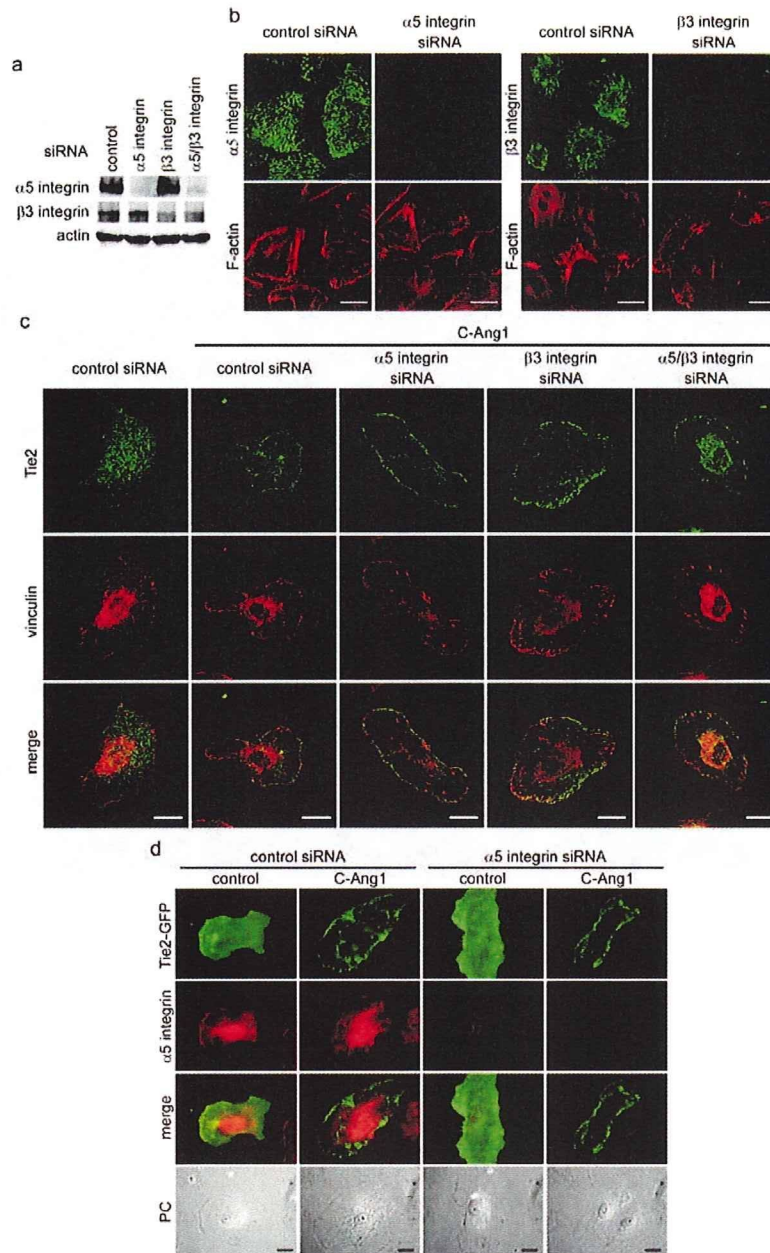 a
siRNA
control
α5 integrin
β3 integrin
α5/β3 integrin
α5 integrin
β3 integrin
actin
b
control siRNA
α5 integrin
siRNA
control siRNA
β3 integrin
siRNA
α5 integrin
β3 integrin
F-actin
F-actin
c
C-Ang1
control siRNA
control siRNA
α5 integrin
siRNA
β3 integrin
siRNA
α5/β3 integrin
siRNA
Tie2
vinculin
merge
d
control siRNA
α5 integrin siRNA
control
C-Ang1
control
C-Ang1
Tie2-GFP
α5 integrin
merge
PC